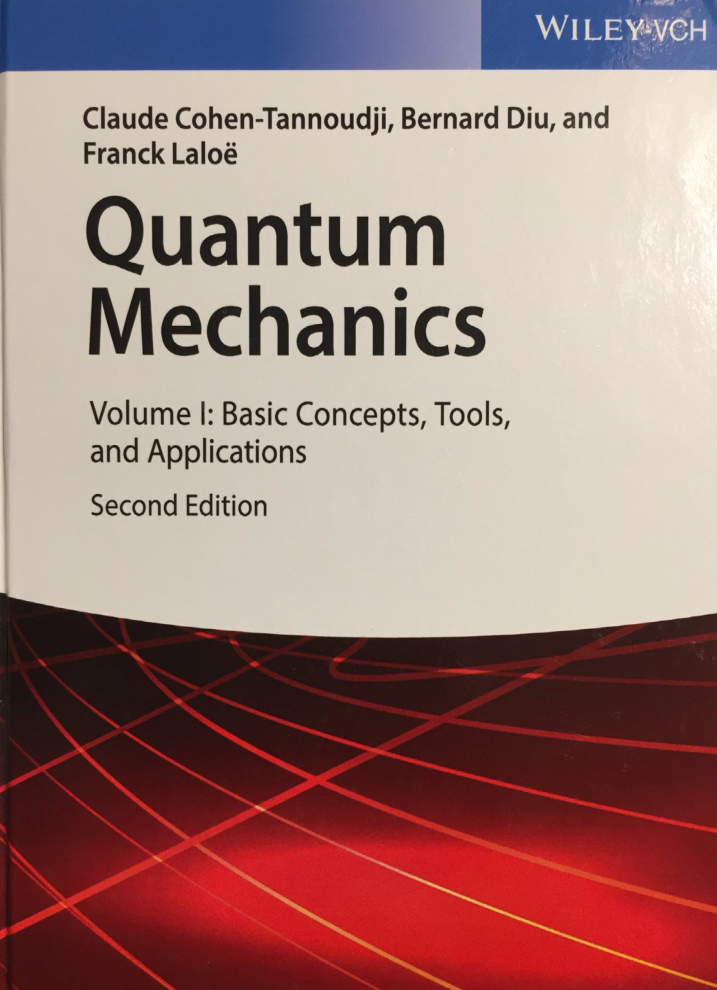 WILEY-VCH
Claude Cohen-Tannoudji, Bernard Diu, and
Franck Laloë
Quantum
Mechanics
Volume I: Basic Concepts, Tools,
and Applications
Second Edition